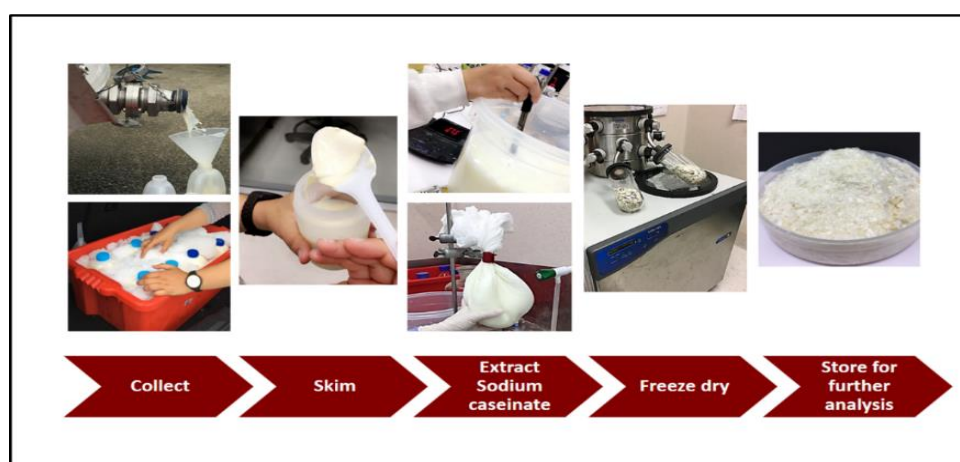 Collect
Skim
Extract
Sodium
caseinate
Freeze dry
Store for
further
analysis